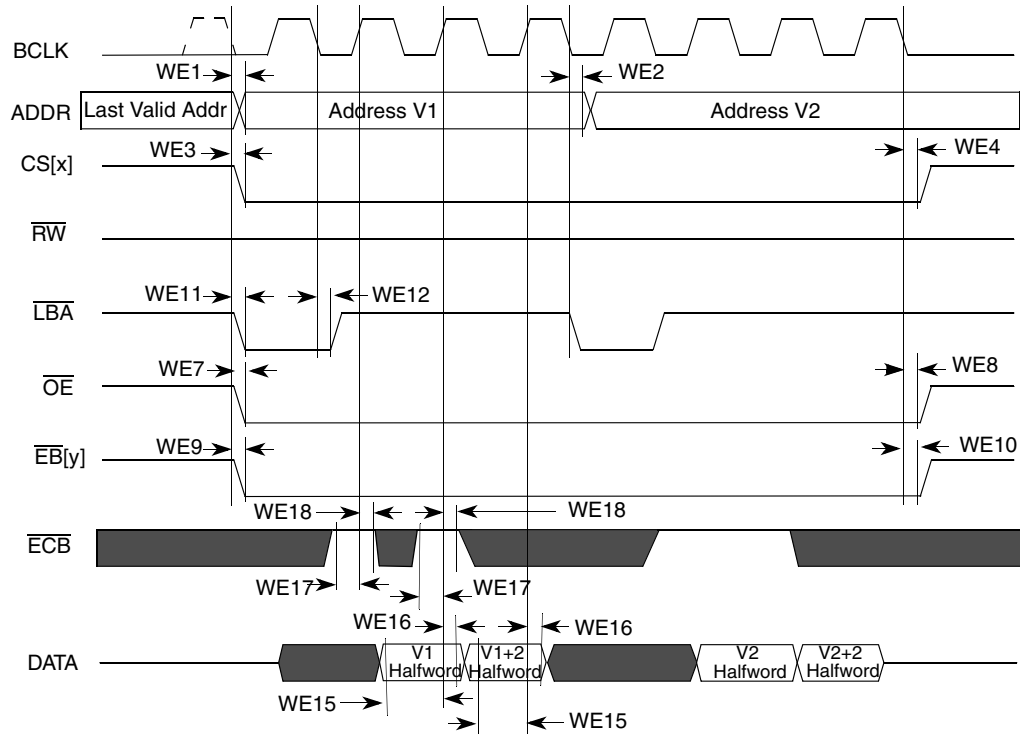 BCLK
WE1
WE2
ADDR
Last Valid Addr
Address V1
Address V2
WE3
WE4
CS[x]
RW
WE11
WE12
LBA
WE7
WE8
OE
WE9
WE10
EB[y]
WE18
WE18
ECB
WE17
WE17
WE16
WE16
DATA
V1
Halfword
V1+2
Halfword
V2
Halfword
V2+2
Halfword
WE15
WE15